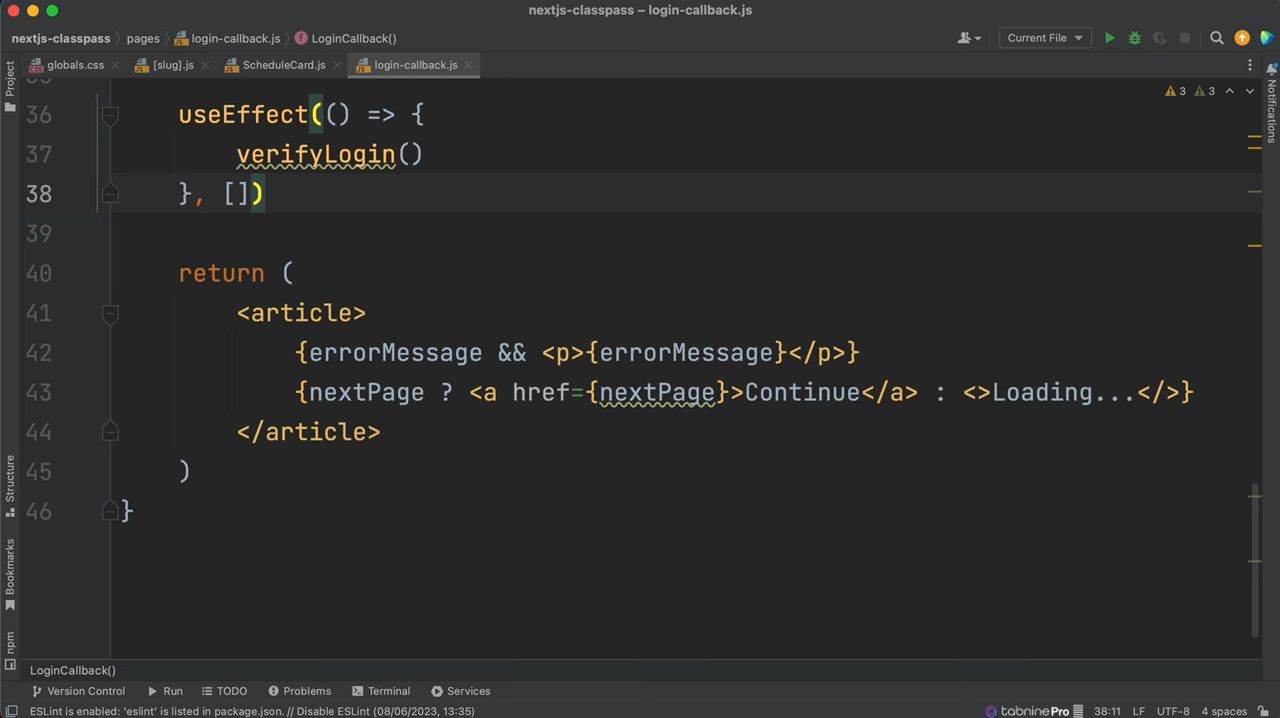 nextjs-classpass – login-callback.js
nextjs-classpass pages login-callback.js LoginCallback() Current File
globals.css [slug].js ScheduleCard.js login-callback.js
Project
Notifications
3 3
36 useEffect(() => {
37 verifyLogin()
38 }, [])
39
40 return (
41 <article>
42 {errorMessage && <p>{errorMessage}</p>}
43 {nextPage ? <a href={nextPage}>Continue</a> : <>Loading...</>}
44 </article>
45 )
46 }
Structure
Bookmarks
npm
LoginCallback()
Version Control Run TODO Problems Terminal Services
ESLint is enabled: 'eslint' is listed in package.json. // Disable ESLint (08/06/2023, 13:35) tabnine Pro 38:11 LF UTF-8 4 spaces